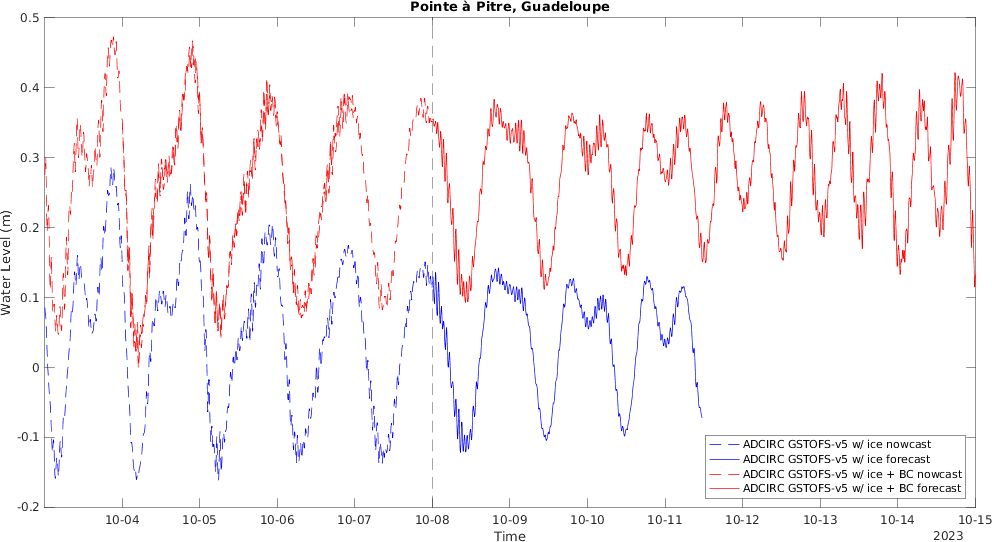 Pointe à Pitre, Guadeloupe
Water Level (m)
0.5
0.4
0.3
0.2
0.1
0
-0.1
-0.2
ADCIRC GSTOFS-v5 w/ ice nowcast
ADCIRC GSTOFS-v5 w/ ice forecast
ADCIRC GSTOFS-v5 w/ ice + BC nowcast
ADCIRC GSTOFS-v5 w/ ice + BC forecast
10-04 10-05 10-06 10-07 10-08 10-09 10-10 10-11 10-12 10-13 10-14 10-15
Time
2023